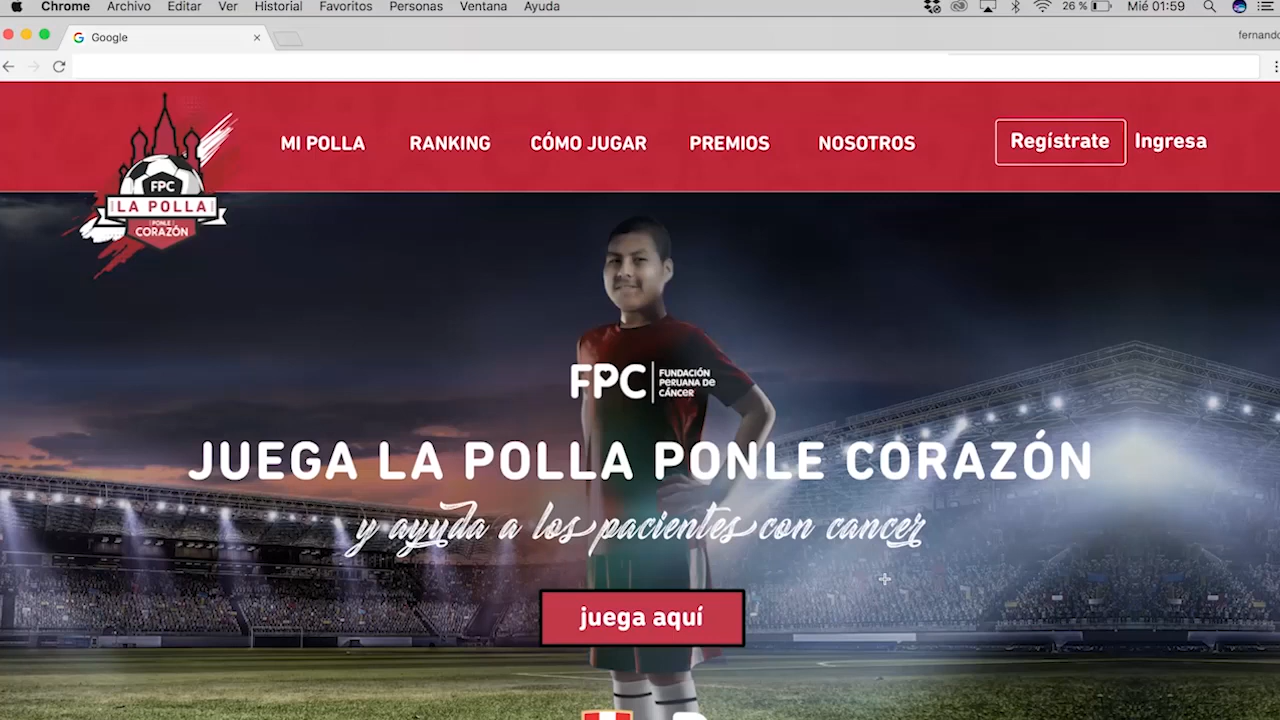 Chrome Archivo Editar Ver Historial Favoritos Personas Ventana Ayuda 26 % Mié 01:59
Google
fernando
MI POLLA RANKING CÓMO JUGAR PREMIOS NOSOTROS Regístrate Ingresa
FPC
LA POLLA
PONLE
CORAZÓN
FPC
FUNDACIÓN
PERUANA DE
CÁNCER
JUEGA LA POLLA PONLE CORAZÓN
y ayuda a los pacientes con cancer
juega aquí